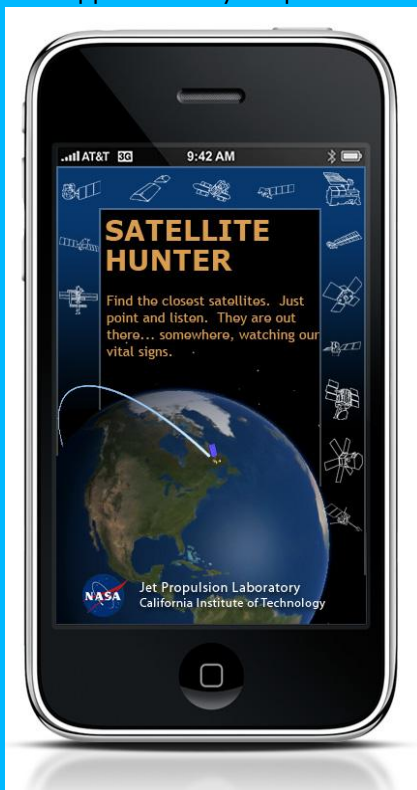 AT&T 3G 9:42 AM
SATELLITE
HUNTER
Find the closest satellites. Just
point and listen. They are out
there... somewhere, watching our
vital signs.
NASA
Jet Propulsion Laboratory
California Institute of Technology